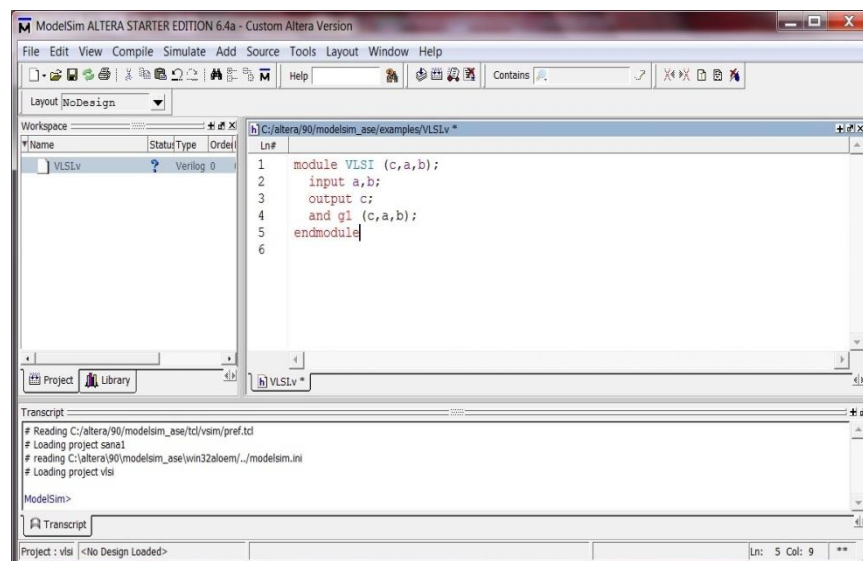 ModelSim ALTERA STARTER EDITION 6.4a - Custom Altera Version
File Edit View Compile Simulate Add Source Tools Layout Window Help
Help Contains
Layout NoDesign
Workspace
Name Status Type Order
VLSI.v ? Verilog 0
Project Library
C:/altera/90/modelsim_ase/examples/VLSI.v *
Ln#
1 module VLSI (c,a,b);
2 input a,b;
3 output c;
4 and g1 (c,a,b);
5 endmodule
6
h VLSI.v *
Transcript
# Reading C:/altera/90/modelsim_ase/tcl/vsim/pref.tcl
# Loading project sana1
# reading C:\altera\90\modelsim_ase\win32aloem/../modelsim.ini
# Loading project vlsi
ModelSim>
Transcript
Project : vlsi <No Design Loaded> Ln: 5 Col: 9 **